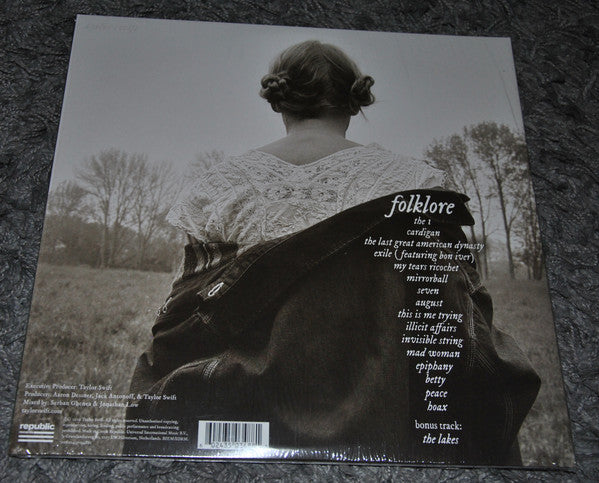 taylor swift
folklore
the 1
cardigan
the last great american dynasty
exile (featuring bon iver)
my tears ricochet
mirrorball
seven
august
this is me trying
illicit affairs
invisible string
mad woman
epiphany
betty
peace
hoax
bonus track:
the lakes
Executive Producer: Taylor Swift
Producers: Aaron Dessner, Jack Antonoff, & Taylor Swift
Mixed by: Serban Ghenea & Jonathan Low
taylorswift.com
republic